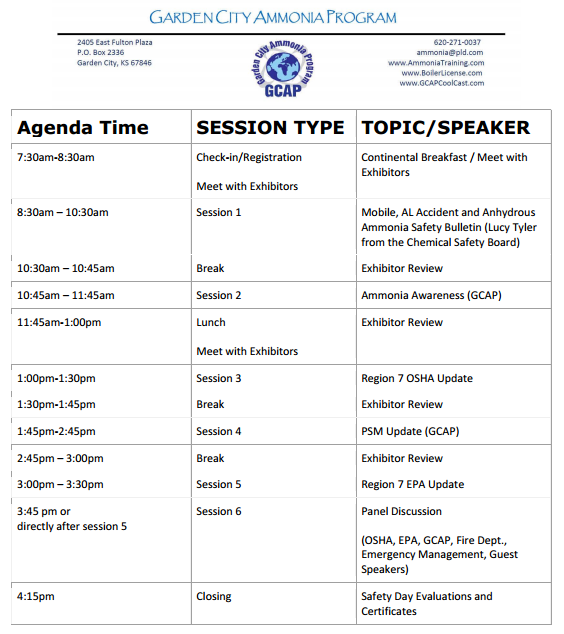 GARDEN CITY AMMONIA PROGRAM
2405 East Fulton Plaza
P.O. Box 2336
Garden City, KS 67846
Garden City Ammonia Program
GCAP
620-271-0037
ammonia@pld.com
www.AmmoniaTraining.com
www.BoilerLicense.com
www.GCAPCoolCast.com
Agenda Time SESSION TYPE TOPIC/SPEAKER
7:30am-8:30am
Check-in/Registration
Meet with Exhibitors
Continental Breakfast / Meet with
Exhibitors
8:30am – 10:30am
Session 1
Mobile, AL Accident and Anhydrous
Ammonia Safety Bulletin (Lucy Tyler
from the Chemical Safety Board)
10:30am – 10:45am Break Exhibitor Review
10:45am – 11:45am Session 2 Ammonia Awareness (GCAP)
11:45am-1:00pm
Lunch
Meet with Exhibitors
Exhibitor Review
1:00pm-1:30pm Session 3 Region 7 OSHA Update
1:30pm-1:45pm Break Exhibitor Review
1:45pm-2:45pm Session 4 PSM Update (GCAP)
2:45pm – 3:00pm Break Exhibitor Review
3:00pm – 3:30pm Session 5 Region 7 EPA Update
3:45 pm or
directly after session 5
Session 6
Panel Discussion
(OSHA, EPA, GCAP, Fire Dept.,
Emergency Management, Guest
Speakers)
4:15pm
Closing
Safety Day Evaluations and
Certificates